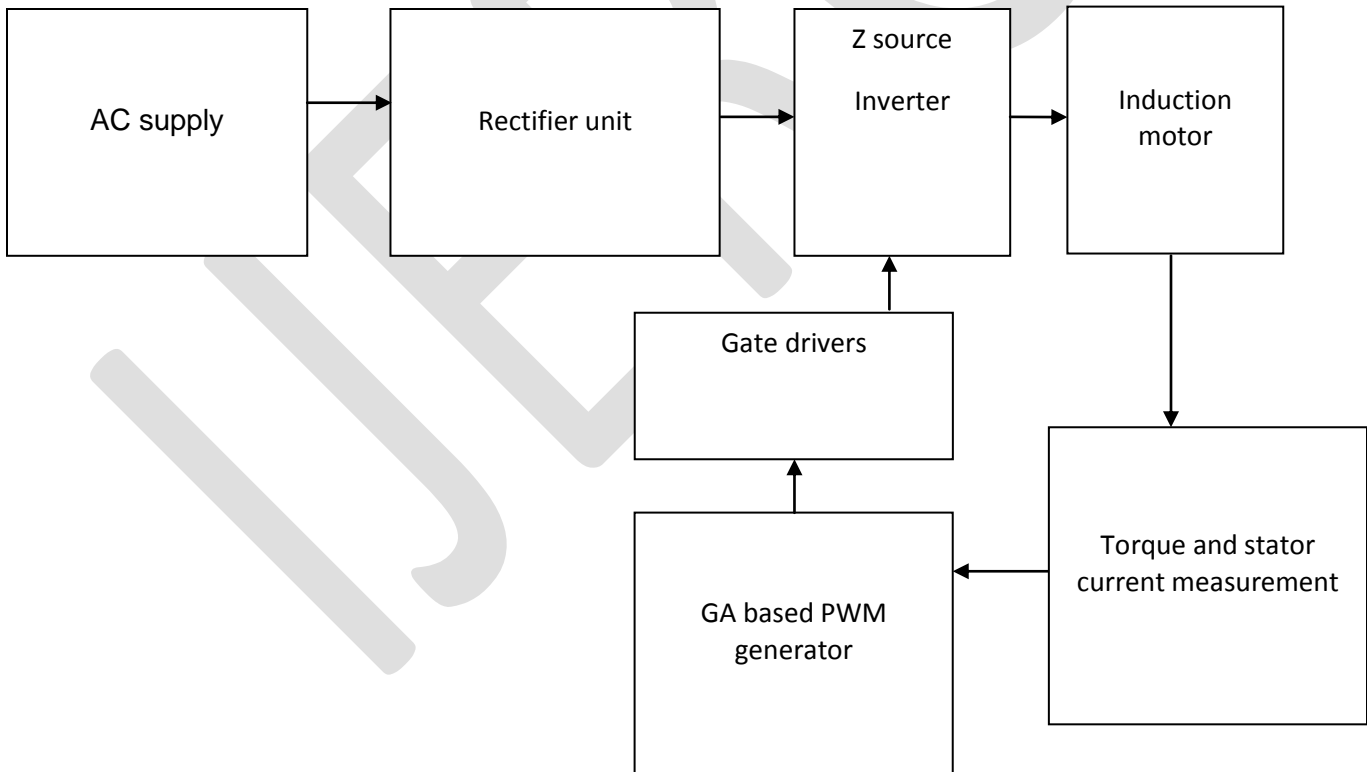 AC supply
Rectifier unit
Z source
Inverter
Induction
motor
Gate drivers
Torque and stator
current measurement
GA based PWM
generator